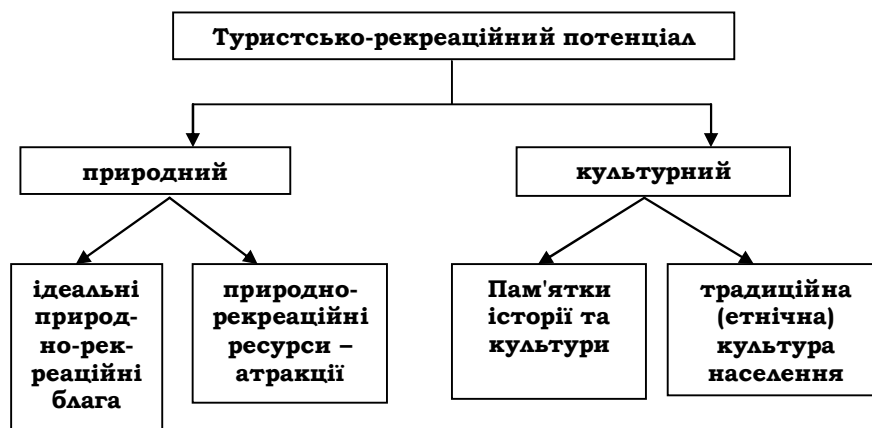 Туристсько-рекреаційний потенціал
природний
культурний
ідеальні
природ-
но-рек-
реаційні
блага
природно-
рекреаційні
ресурси –
атракції
Пам'ятки
історії та
культури
традиційна
(етнічна)
культура
населення